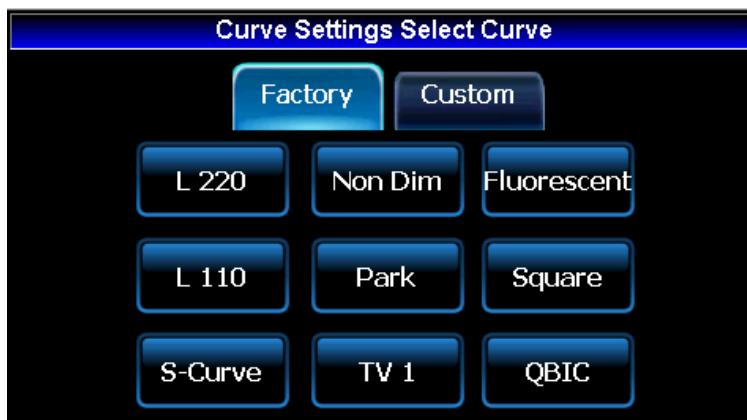 Curve Settings Select Curve
Factory Custom
L 220 Non Dim Fluorescent
L 110 Park Square
S-Curve TV 1 QBIC